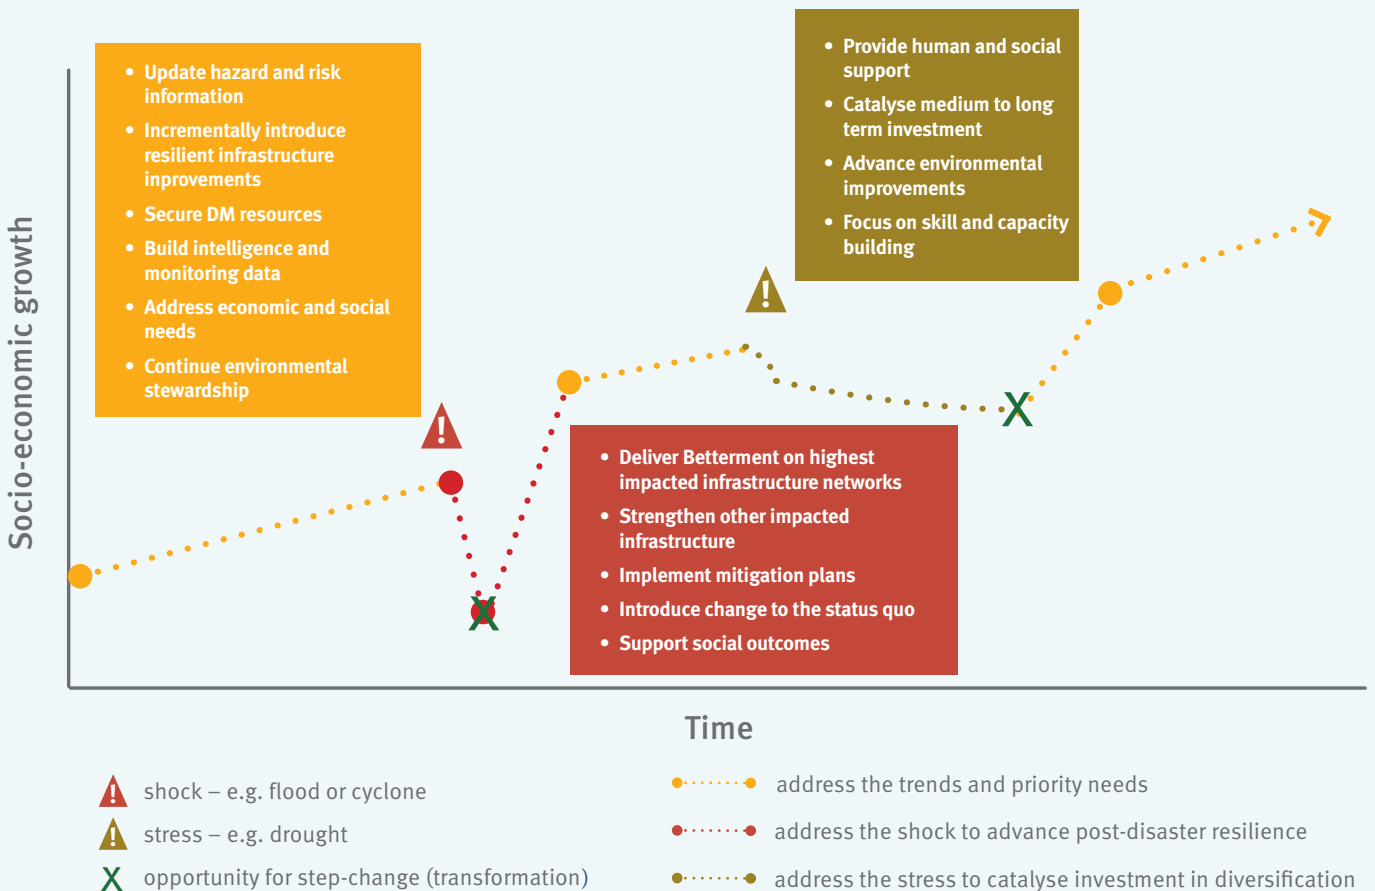 • Update hazard and risk
information
• Incrementally introduce
resilient infrastructure
inprovements
• Secure DM resources
• Build intelligence and
monitoring data
• Address economic and social
needs
• Continue environmental
stewardship
• Provide human and social
support
• Catalyse medium to long
term investment
• Advance environmental
improvements
• Focus on skill and capacity
building
• Deliver Betterment on highest
impacted infrastructure networks
• Strengthen other impacted
infrastructure
• Implement mitigation plans
• Introduce change to the status quo
• Support social outcomes
Socio-economic growth
!
!
X
X
Time
! shock – e.g. flood or cyclone
! stress – e.g. drought
X opportunity for step-change (transformation)
address the trends and priority needs
address the shock to advance post-disaster resilience
address the stress to catalyse investment in diversification